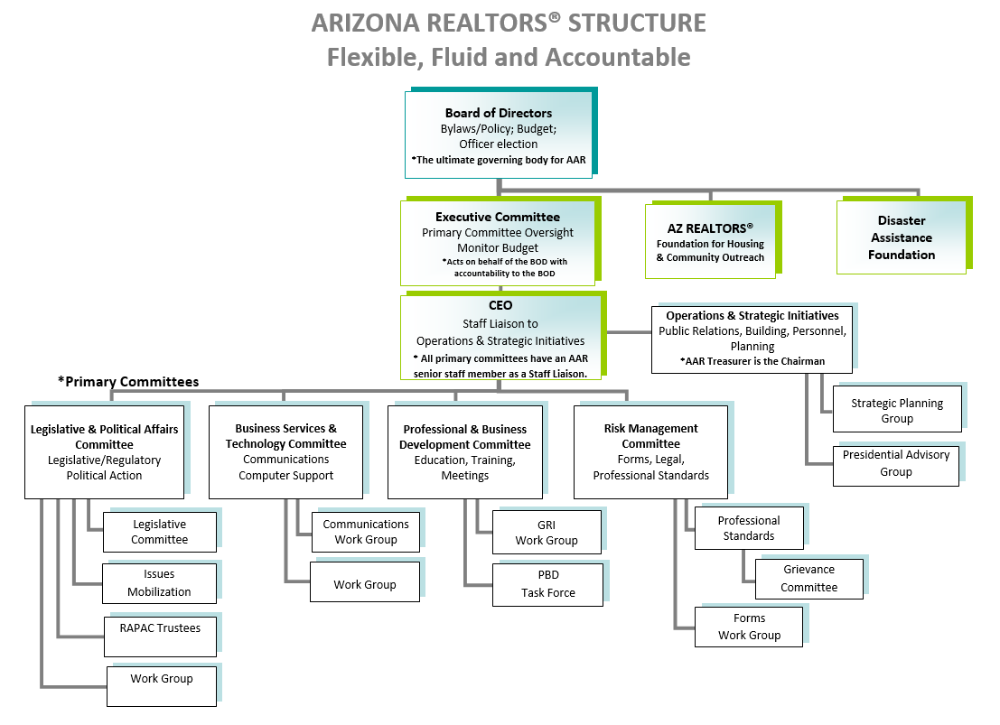 ARIZONA REALTORS® STRUCTURE
Flexible, Fluid and Accountable
Board of Directors
Bylaws/Policy; Budget;
Officer election
*The ultimate governing body for AAR
Executive Committee
Primary Committee Oversight
Monitor Budget
*Acts on behalf of the BOD with
accountability to the BOD
AZ REALTORS®
Foundation for Housing
& Community Outreach
Disaster
Assistance
Foundation
CEO
Staff Liaison to
Operations & Strategic Initiatives
* All primary committees have an AAR
senior staff member as a Staff Liaison.
Operations & Strategic Initiatives
Public Relations, Building, Personnel,
Planning
*AAR Treasurer is the Chairman
Strategic Planning
Group
Presidential Advisory
Group
*Primary Committees
Legislative & Political Affairs
Committee
Legislative/Regulatory
Political Action
Business Services &
Technology Committee
Communications
Computer Support
Professional & Business
Development Committee
Education, Training,
Meetings
Risk Management
Committee
Forms, Legal,
Professional Standards
Legislative
Committee
Issues
Mobilization
RAPAC Trustees
Work Group
Communications
Work Group
Work Group
GRI
Work Group
PBD
Task Force
Professional
Standards
Grievance
Committee
Forms
Work Group